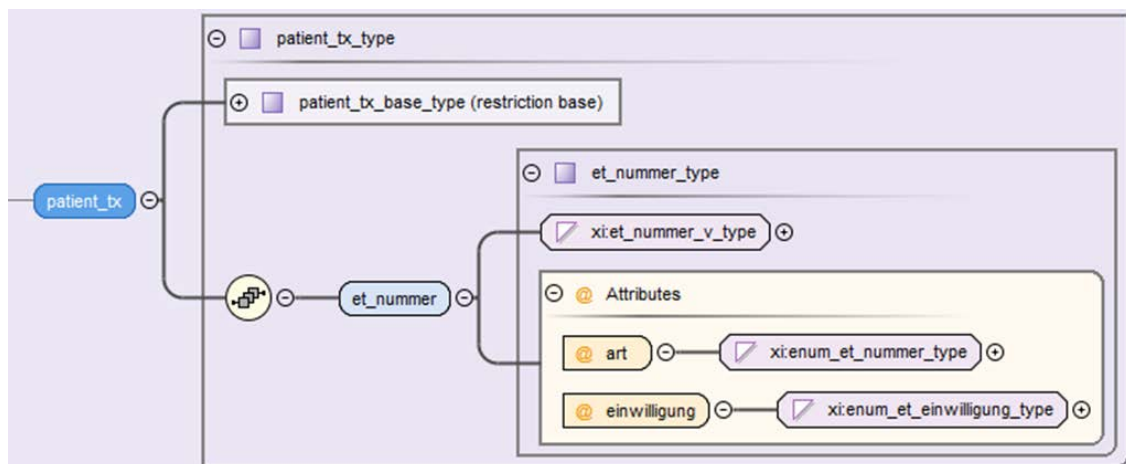 patient_tx_type
patient_tx_base_type (restriction base)
et_nummer_type
patient_tx
xi:et_nummer_v_type
et_nummer
@ Attributes
@ art xi:enum_et_nummer_type
@ einwilligung xi:enum_et_einwilligung_type